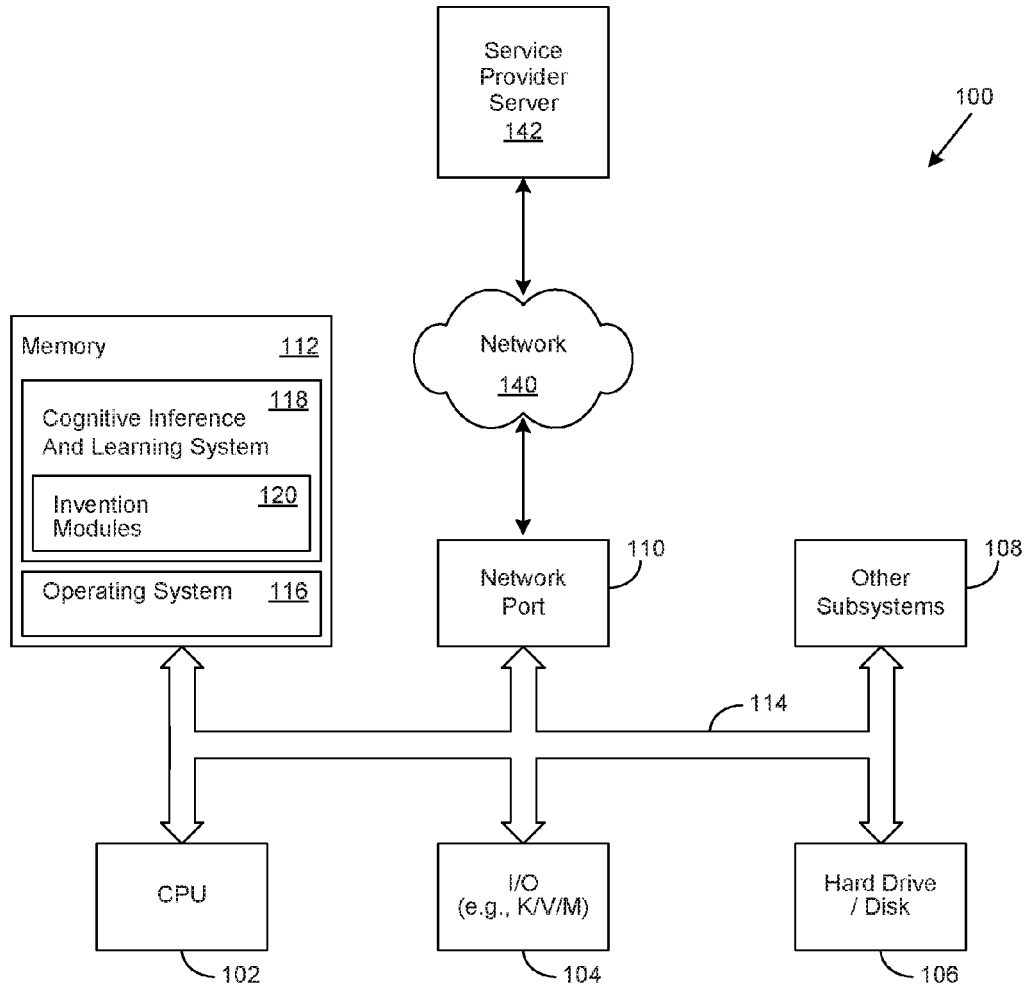 Service
Provider
Server
142
100
Network
140
Memory 112
118
Cognitive Inference
And Learning System
120
Invention
Modules
Operating System 116
Network
Port
110
Other
Subsystems
108
114
CPU
102
I/O
(e.g., K/V/M)
104
Hard Drive
/ Disk
106